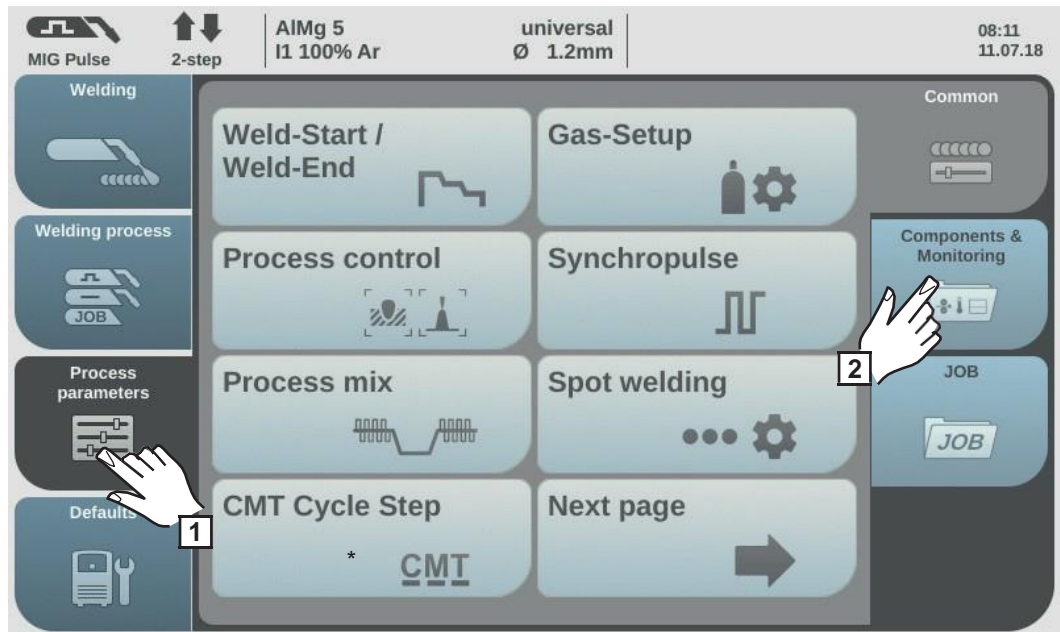 MIG Pulse
2-step
AlMg 5
I1 100% Ar
universal
Ø 1.2mm
08:11
11.07.18
Welding
Welding process
JOB
Process
parameters
1
Defaults
Weld-Start /
Weld-End
Gas-Setup
Process control
Synchropulse
Process mix
Spot welding
CMT Cycle Step
* CMT
Next page
Common
Components &
Monitoring
2
JOB
JOB